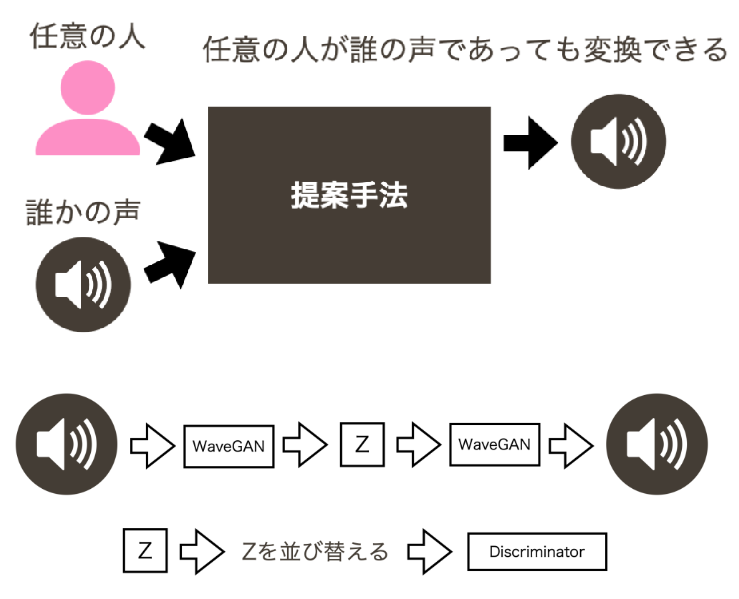 任意の人
任意の人が誰の声であっても変換できる
提案手法
誰かの声
WaveGAN
Z
WaveGAN
Z
Zを並び替える
Discriminator